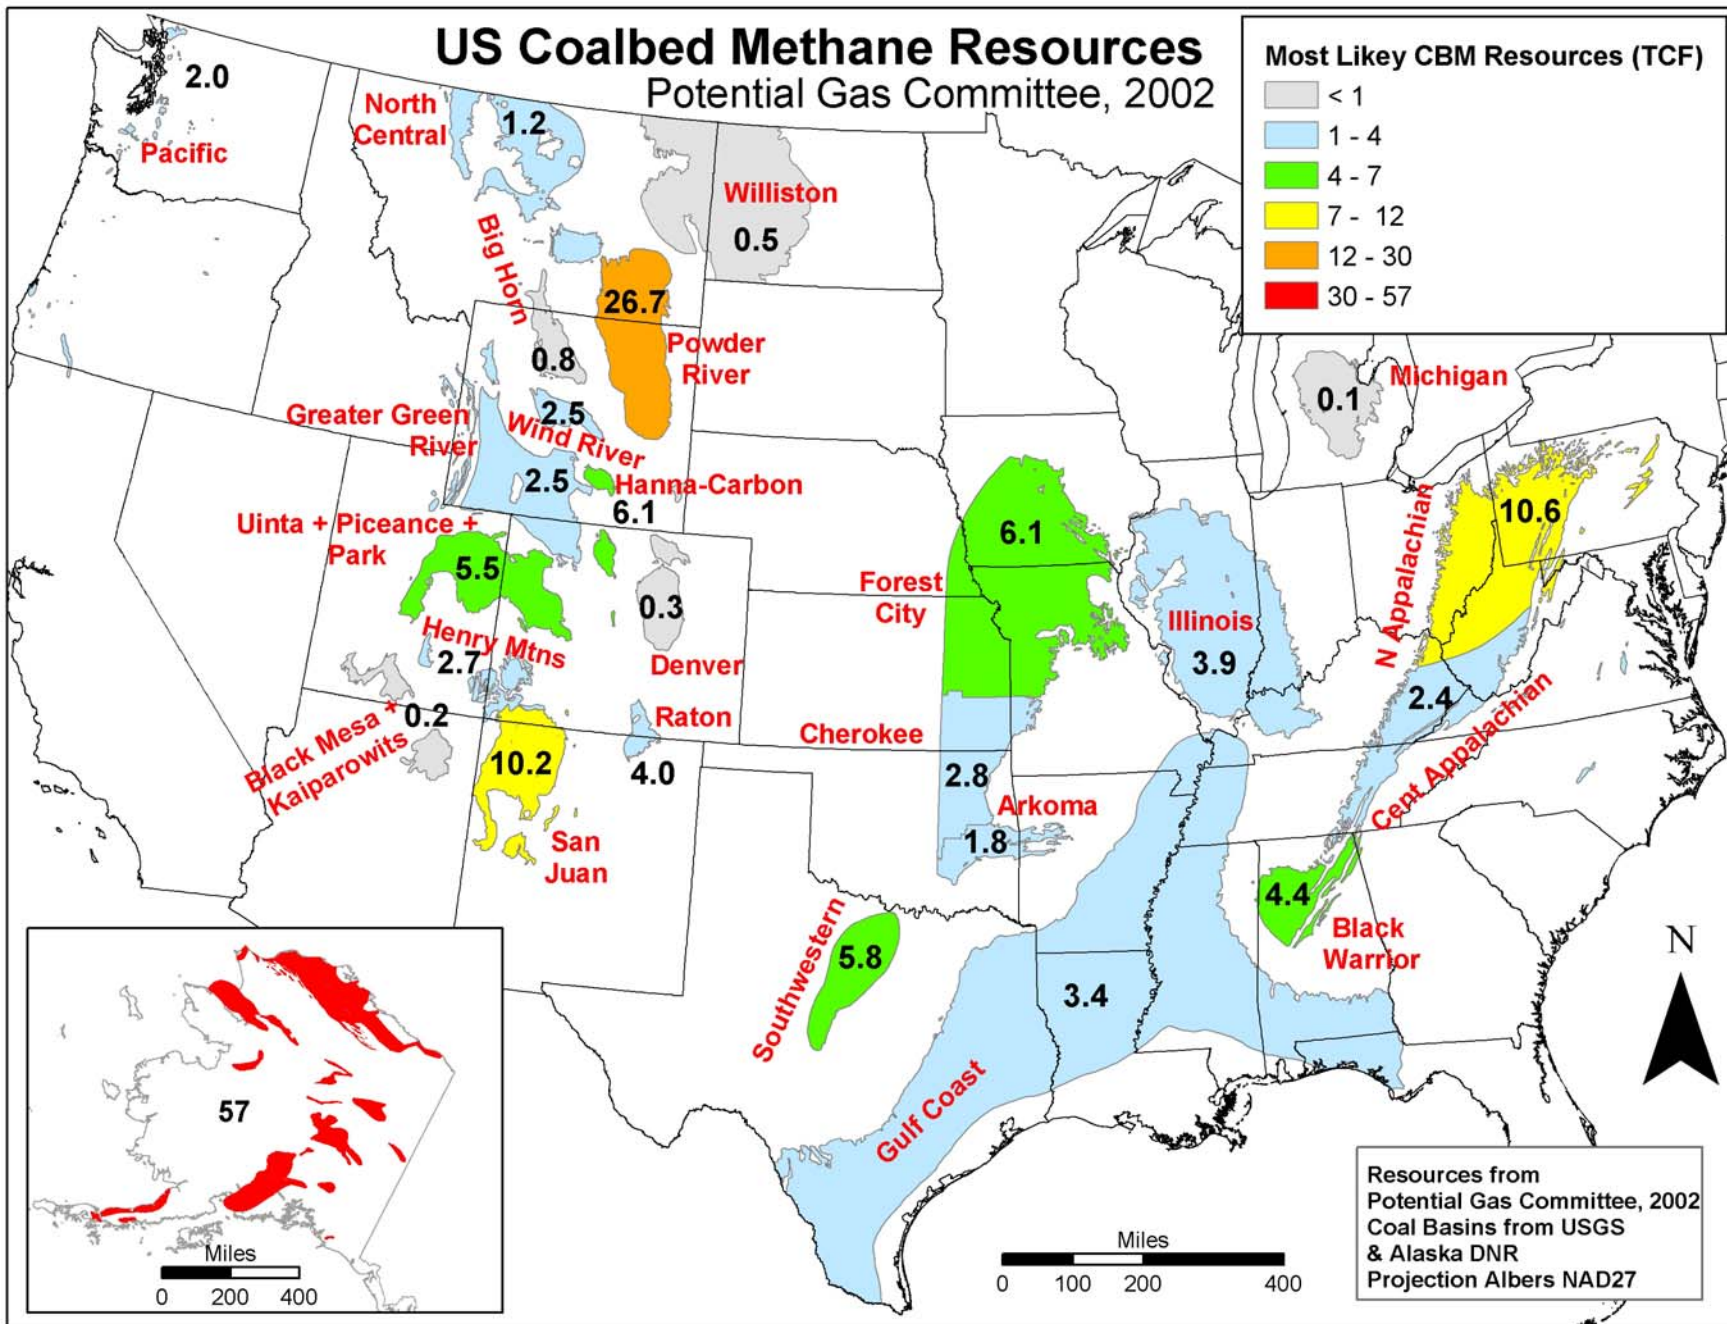 US Coalbed Methane Resources
Potential Gas Committee, 2002
Most Likey CBM Resources (TCF)
< 1
1 - 4
4 - 7
7 - 12
12 - 30
30 - 57
2.0
Pacific
North
Central
1.2
Williston
0.5
Big Horn
26.7
0.8
Powder
River
Greater Green
River
2.5
Wind River
2.5
Hanna-Carbon
6.1
Uinta + Piceance +
Park
5.5
0.3
Denver
Henry Mtns
2.7
Black Mesa +
Kaiparowits
0.2
10.2
San
Juan
Raton
4.0
Forest
City
6.1
Cherokee
2.8
Arkoma
1.8
Illinois
3.9
Michigan
0.1
N Appalachian
10.6
2.4
Cent Appalachian
4.4
Black
Warrior
Southwestern
5.8
3.4
Gulf Coast
57
Miles
0 200 400
Miles
0 100 200 400
N
Resources from
Potential Gas Committee, 2002
Coal Basins from USGS
& Alaska DNR
Projection Albers NAD27